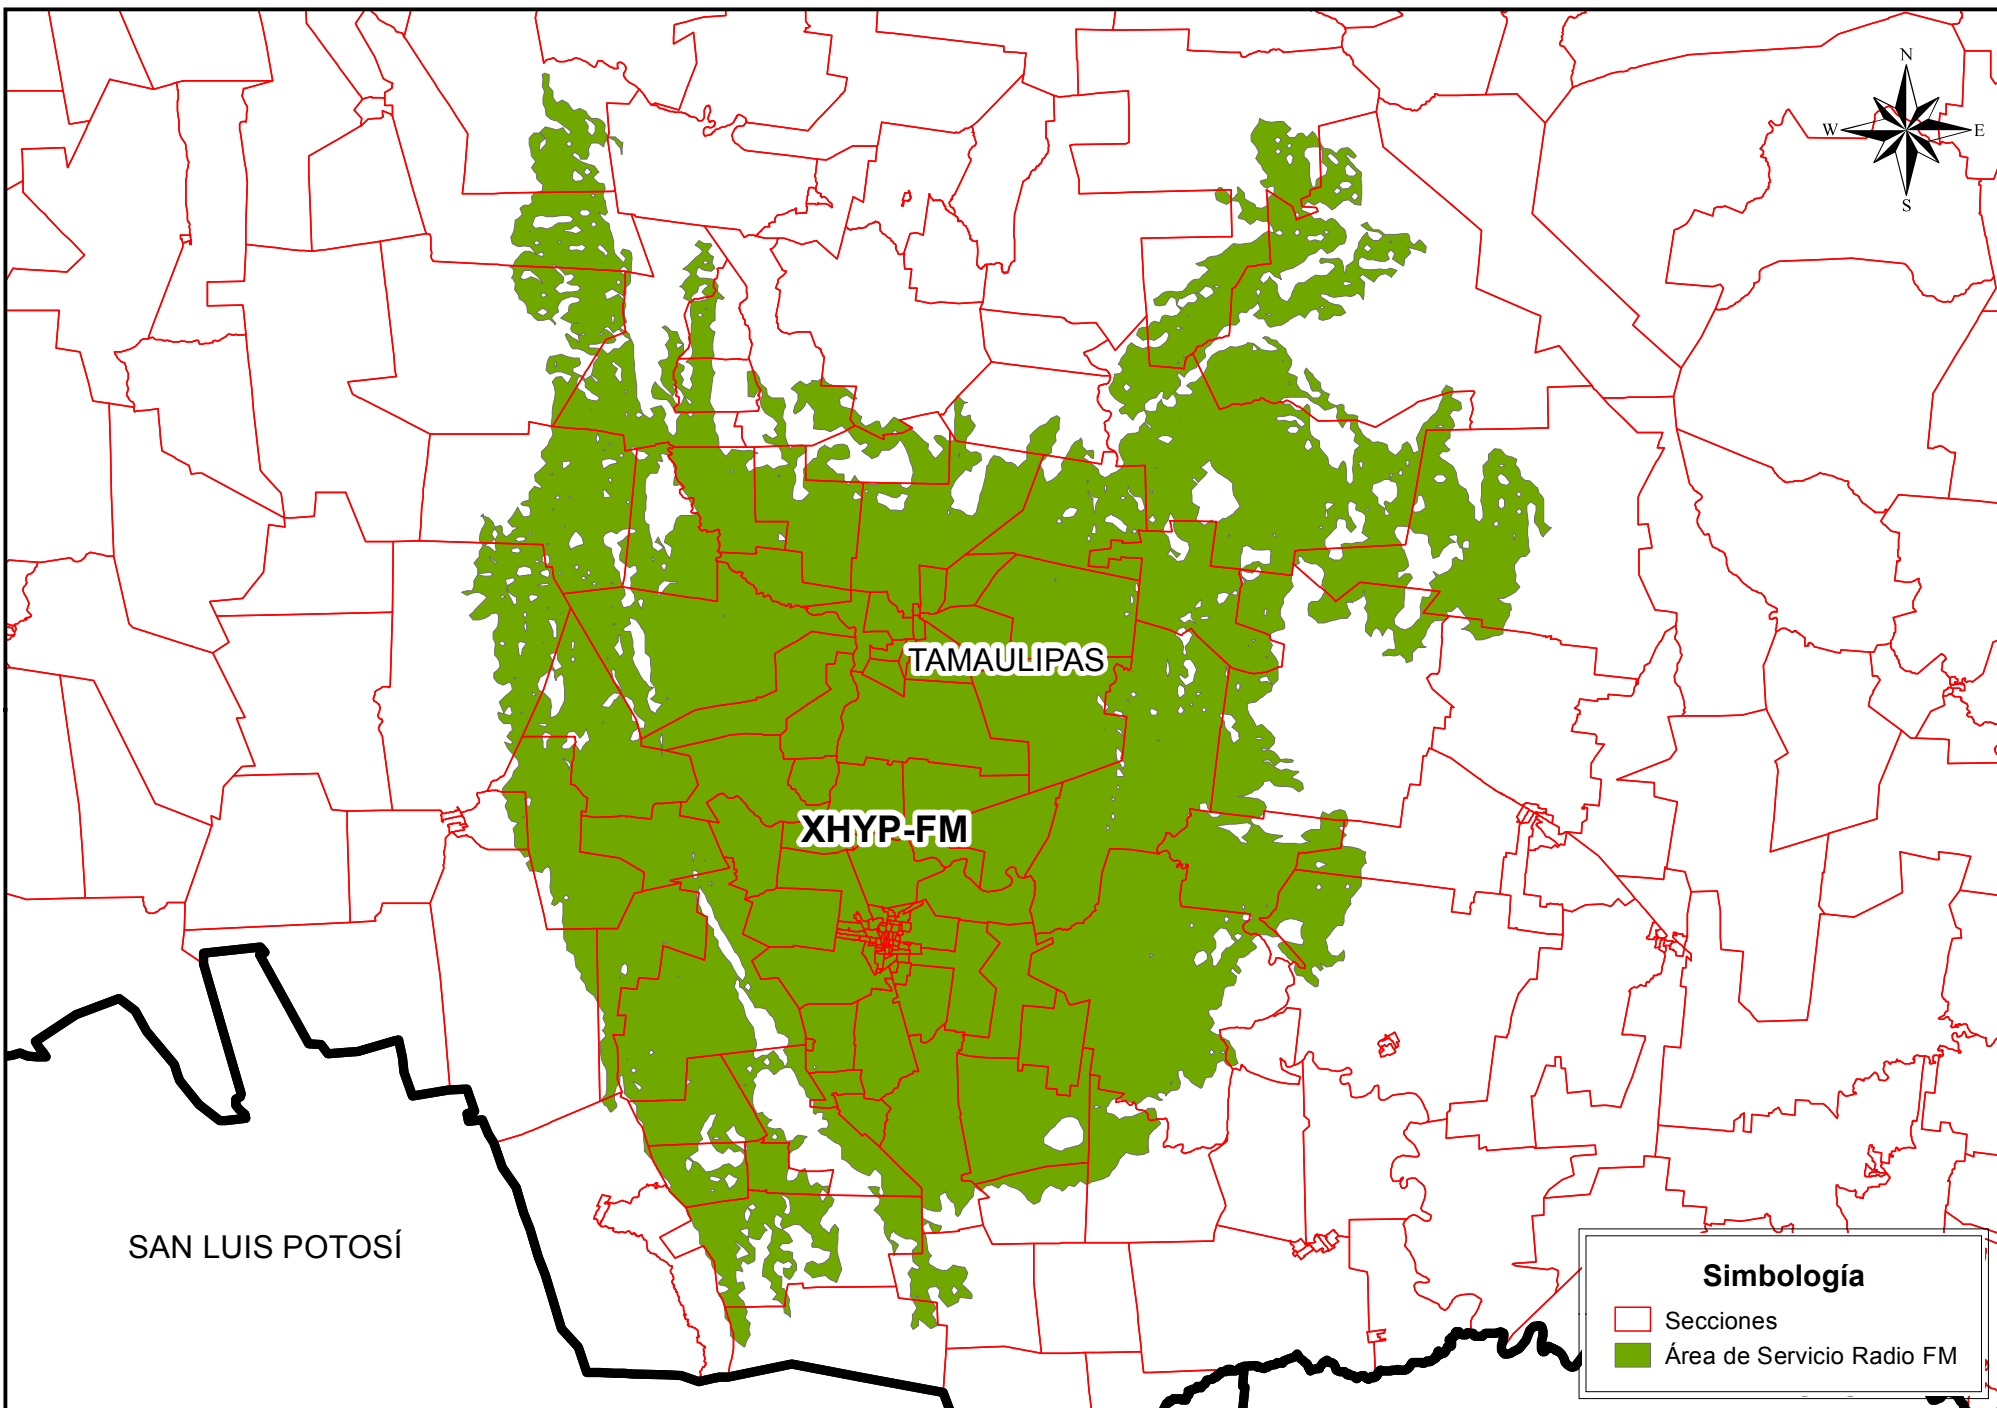 N
W
E
S
TAMAULIPAS
XHYP-FM
SAN LUIS POTOSÍ
Simbología
Secciones
Área de Servicio Radio FM